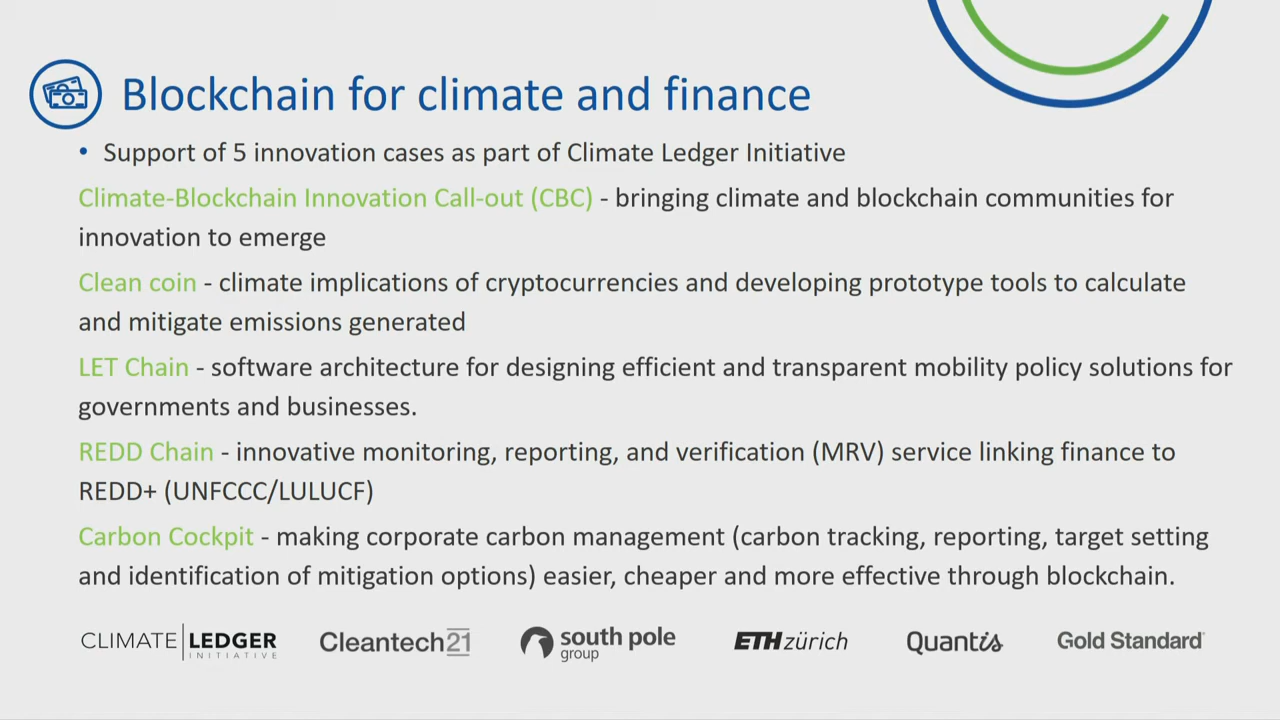 Blockchain for climate and finance
• Support of 5 innovation cases as part of Climate Ledger Initiative
Climate-Blockchain Innovation Call-out (CBC) - bringing climate and blockchain communities for
innovation to emerge
Clean coin - climate implications of cryptocurrencies and developing prototype tools to calculate
and mitigate emissions generated
LET Chain - software architecture for designing efficient and transparent mobility policy solutions for
governments and businesses.
REDD Chain - innovative monitoring, reporting, and verification (MRV) service linking finance to
REDD+ (UNFCCC/LULUCF)
Carbon Cockpit - making corporate carbon management (carbon tracking, reporting, target setting
and identification of mitigation options) easier, cheaper and more effective through blockchain.
CLIMATE LEDGER INITIATIVE
Cleantech21
south pole group
ETH zürich
Quantis
Gold Standard